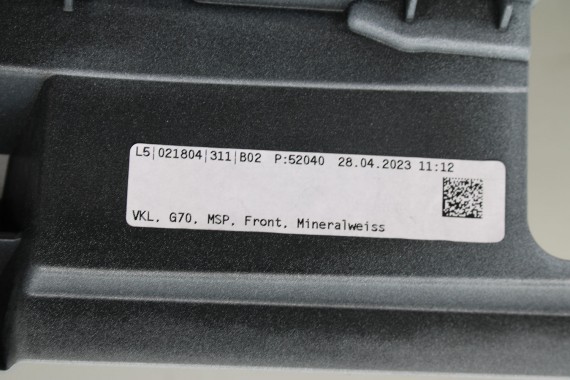 L5|021804|311|B02 P:52040 28.04.2023 11:12
VKL, G70, MSP, Front, Mineralweiss